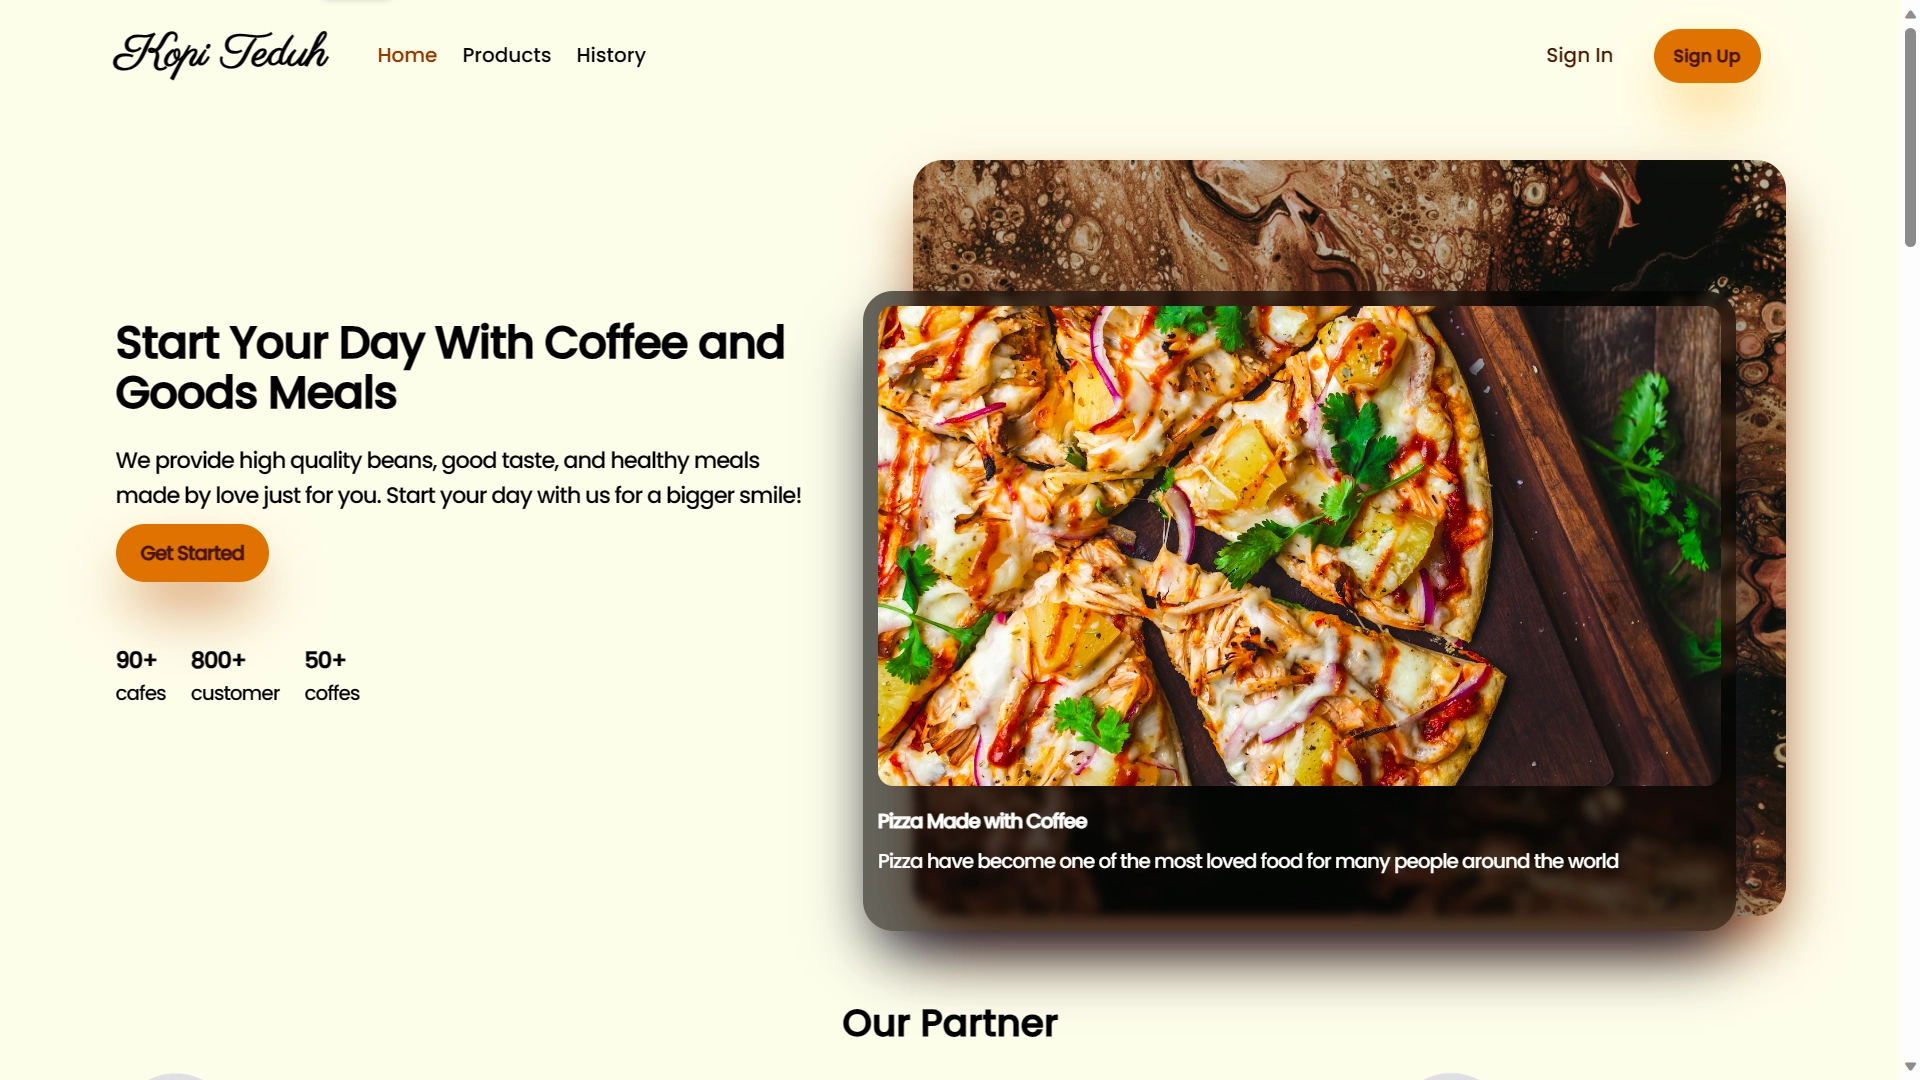 Kopi Teduh
Home Products History
Sign In
Sign Up
Start Your Day With Coffee and
Goods Meals
We provide high quality beans, good taste, and healthy meals
made by love just for you. Start your day with us for a bigger smile!
Get Started
90+ 800+ 50+
cafes customer coffes
Pizza Made with Coffee
Pizza have become one of the most loved food for many people around the world
Our Partner